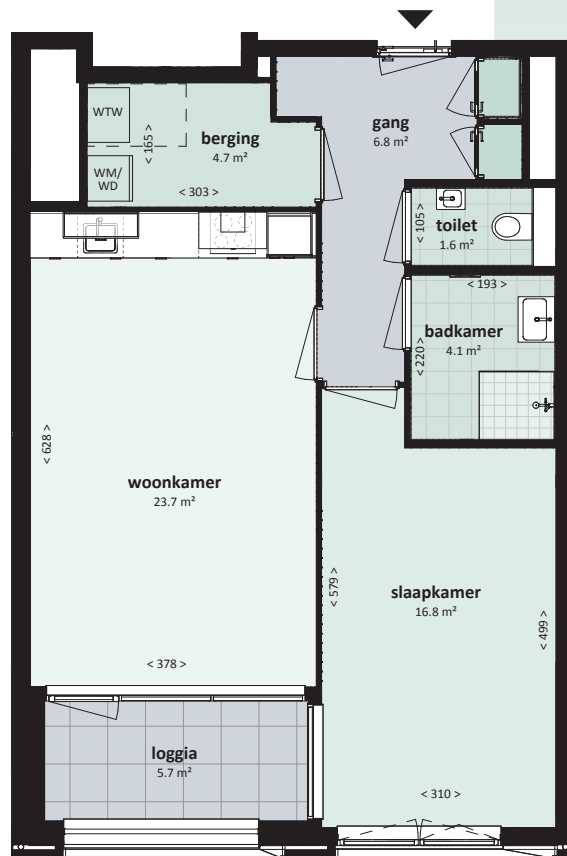 WTW
WM/
WD
< 165 >
berging
4.7 m²
< 303 >
gang
6.8 m²
< 105 >
toilet
1.6 m²
< 193 >
badkamer
4.1 m²
< 220 >
< 628 >
woonkamer
23.7 m²
< 378 >
< 579 >
slaapkamer
16.8 m²
< 499 >
loggia
5.7 m²
< 310 >